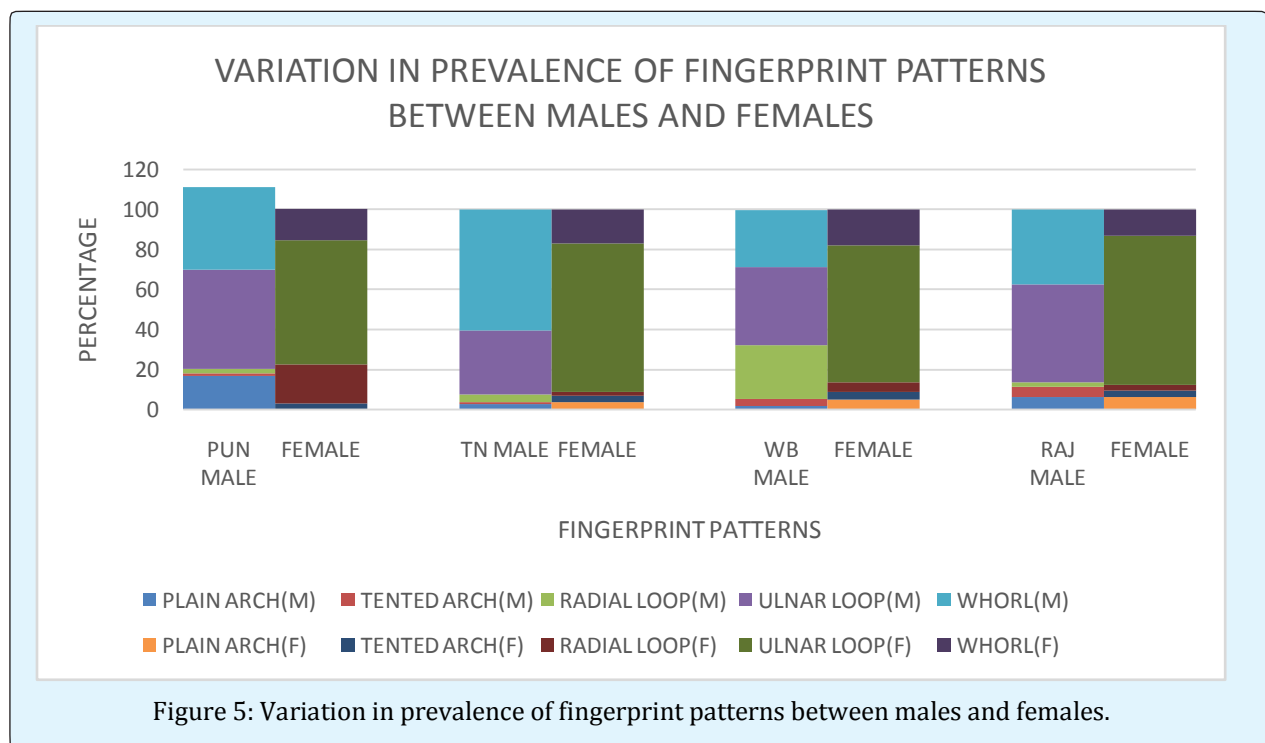 VARIATION IN PREVALENCE OF FINGERPRINT PATTERNS
BETWEEN MALES AND FEMALES
120
100
80
60
40
20
0
PERCENTAGE
PUN MALE FEMALE TN MALE FEMALE WB MALE FEMALE RAJ MALE FEMALE
FINGERPRINT PATTERNS
PLAIN ARCH(M) TENTED ARCH(M) RADIAL LOOP(M) ULNAR LOOP(M) WHORL(M)
PLAIN ARCH(F) TENTED ARCH(F) RADIAL LOOP(F) ULNAR LOOP(F) WHORL(F)
Figure 5: Variation in prevalence of fingerprint patterns between males and females.